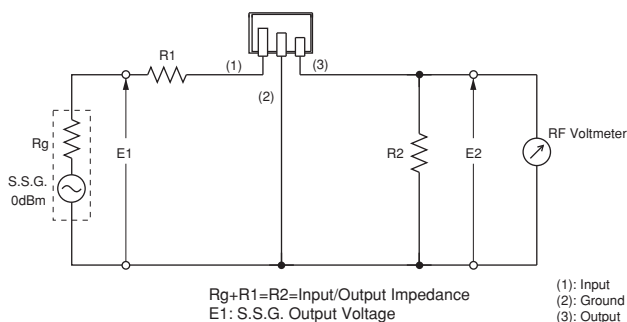 R1
(1)
(3)
(2)
Rg
E1
R2
E2
RF Voltmeter
S.S.G.
0dBm
Rg+R1=R2=Input/Output Impedance
E1: S.S.G. Output Voltage
(1): Input
(2): Ground
(3): Output